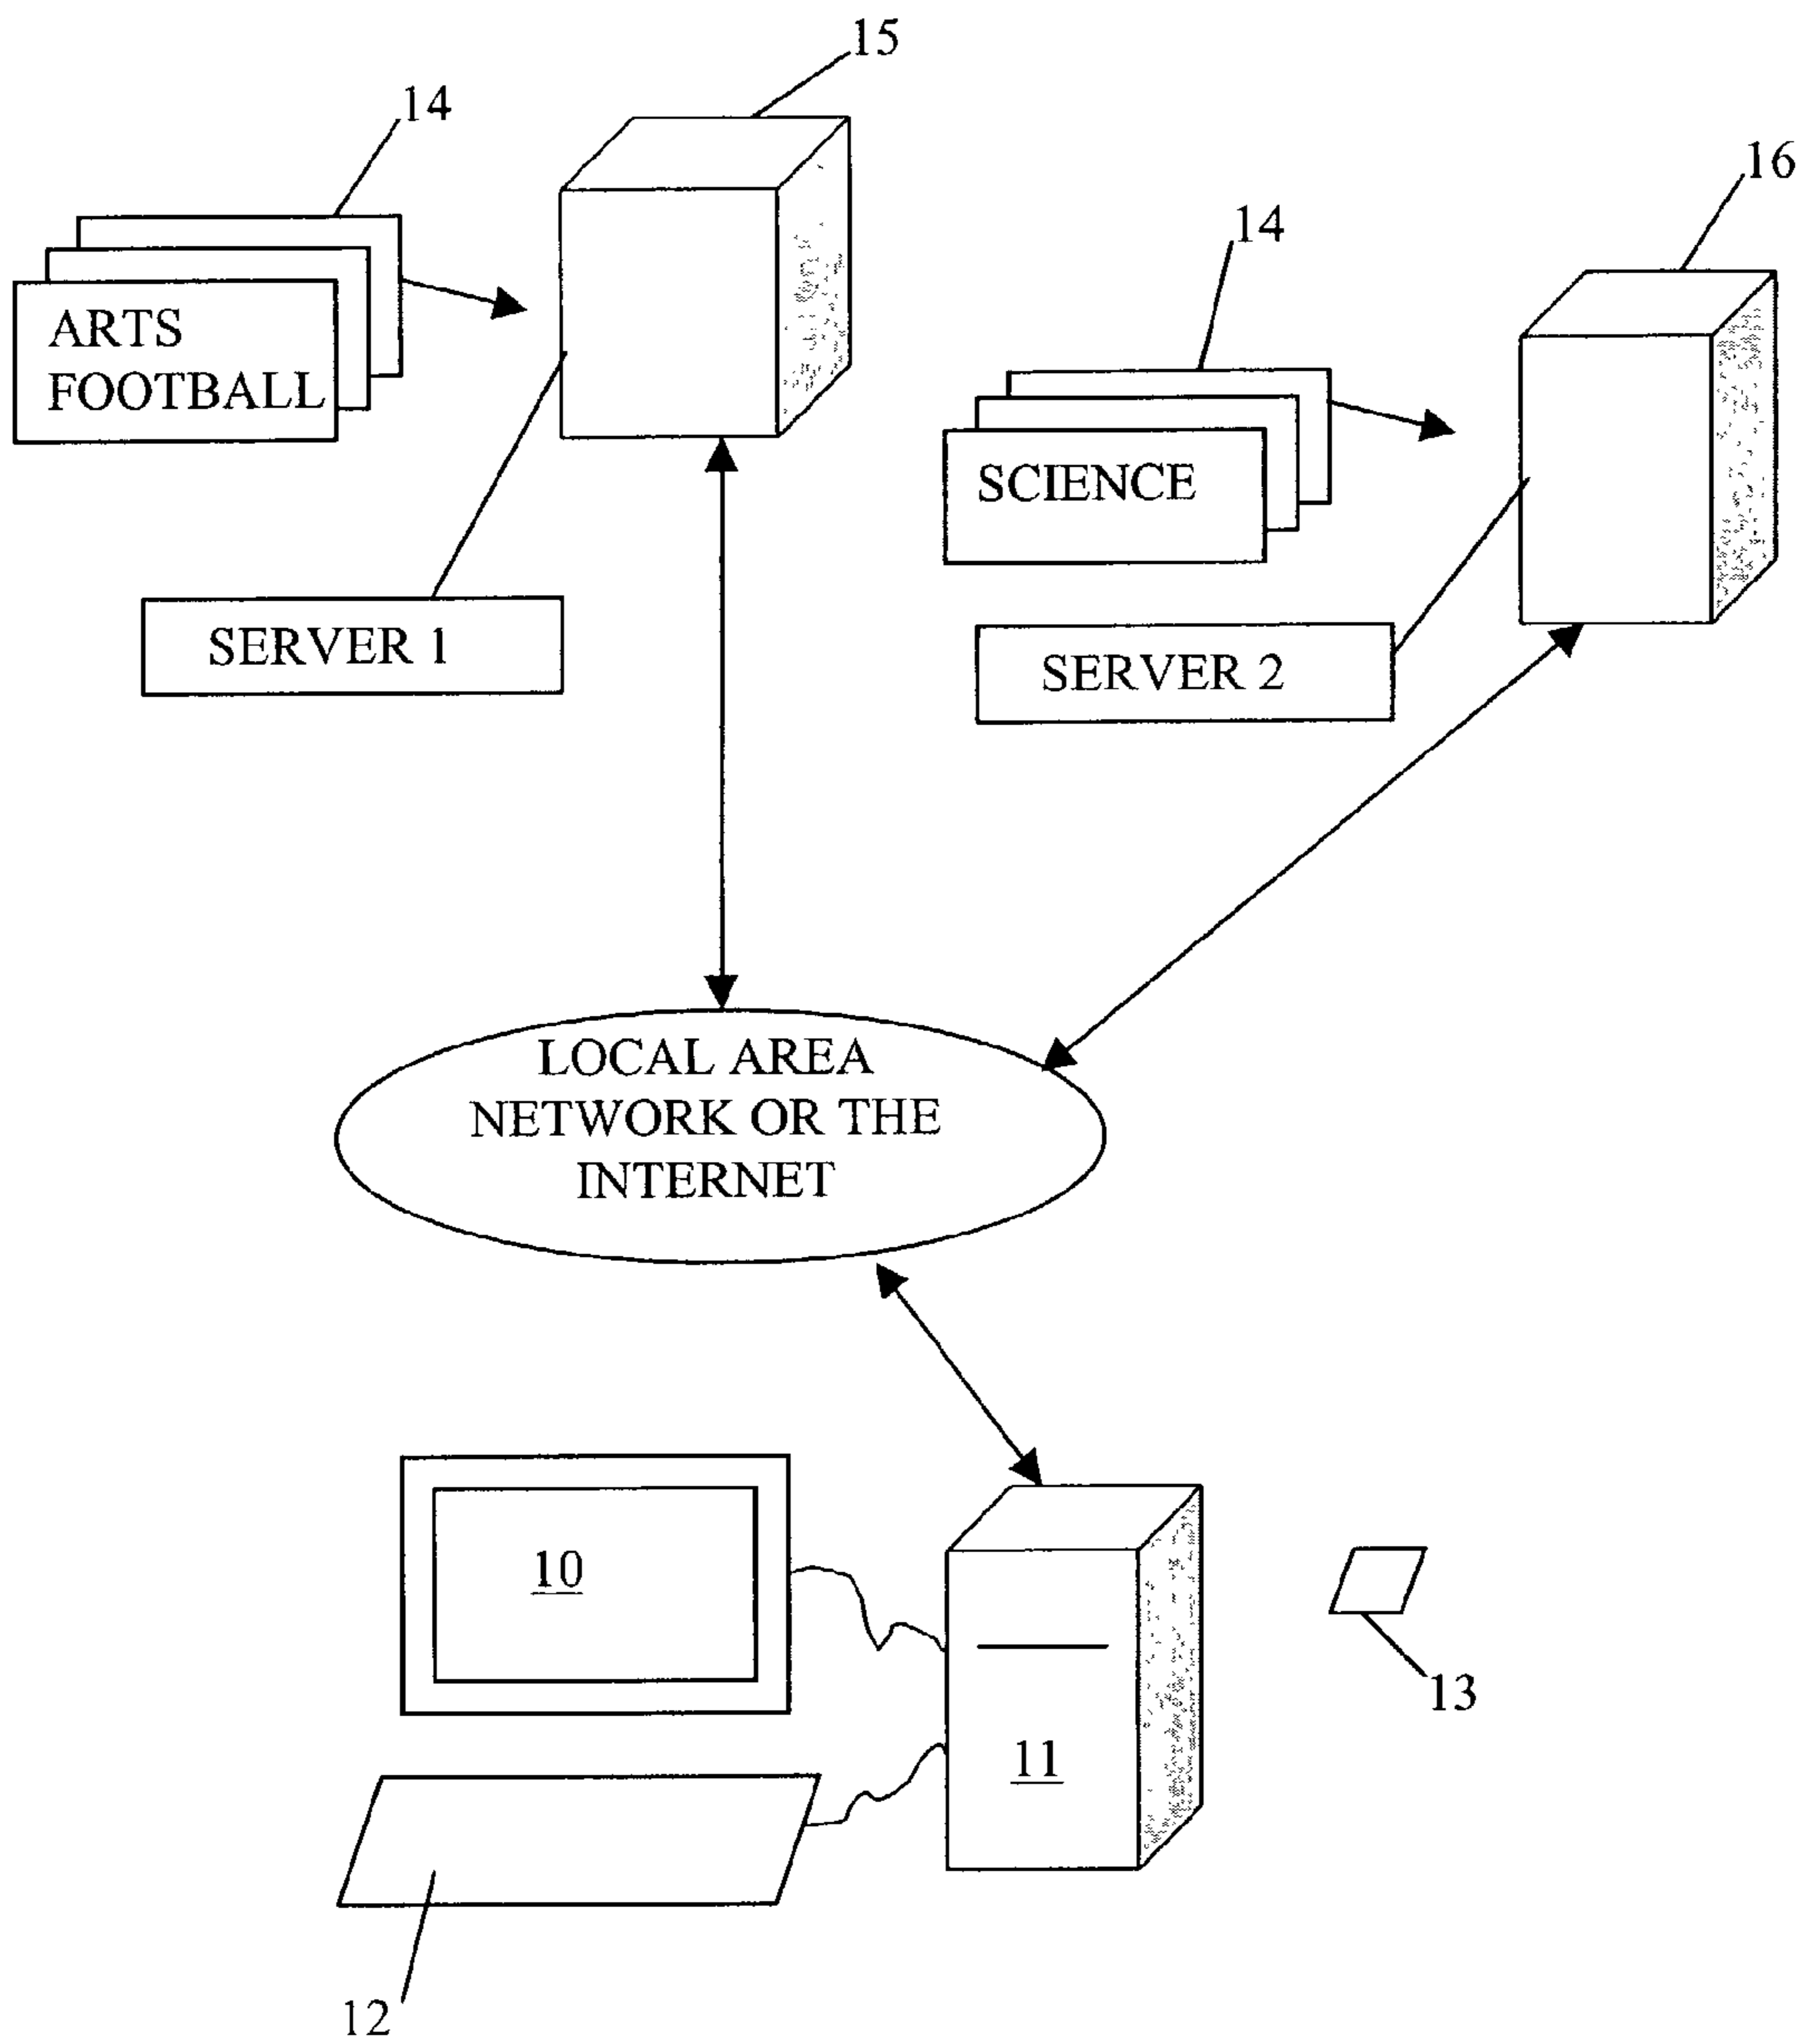 15
14
16
14
ARTS
FOOTBALL
SCIENCE
SERVER 1
SERVER 2
LOCAL AREA
NETWORK OR THE
INTERNET
10
13
11
12